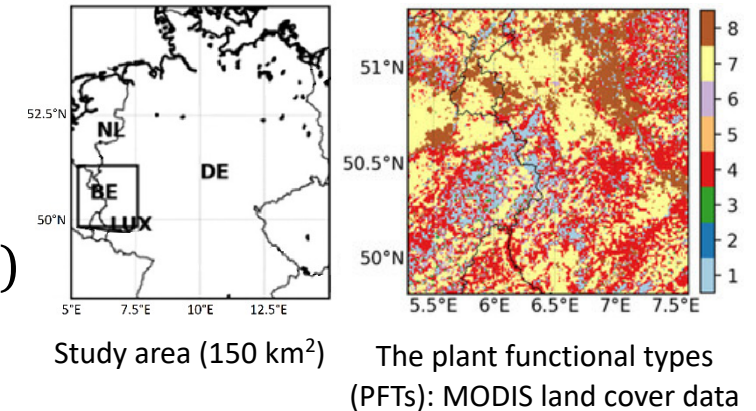 52.5°N
50°N
NL
BE
LUX
DE
5°E 7.5°E 10°E 12.5°E
)
51°N
50.5°N
50°N
5.5°E 6°E 6.5°E 7°E 7.5°E
8
7
6
5
4
3
2
1
Study area (150 km²)
The plant functional types
(PFTs): MODIS land cover data